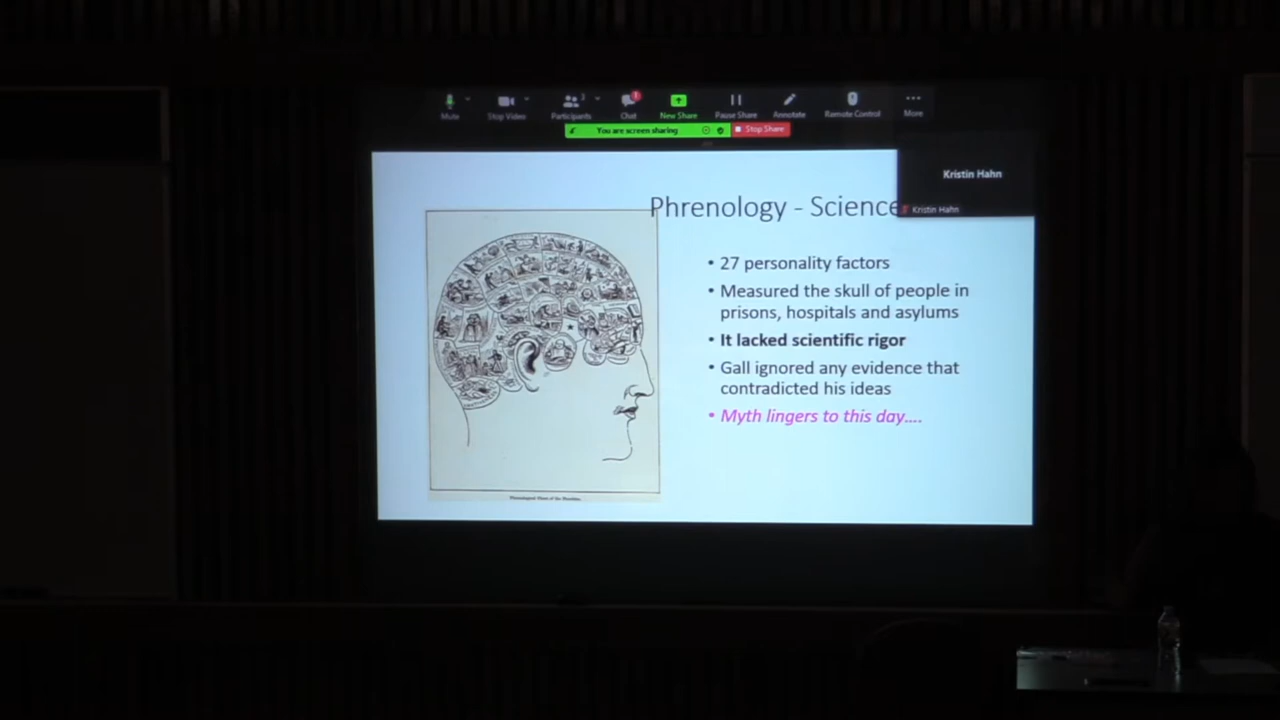 Mute
Stop Video
Participants
3
Chat
1
New Share
Pause Share
Annotate
Remote Control
More
You are screen sharing
Stop Share
Kristin Hahn
Kristin Hahn
Phrenology - Science
• 27 personality factors
• Measured the skull of people in
prisons, hospitals and asylums
• It lacked scientific rigor
• Gall ignored any evidence that
contradicted his ideas
• Myth lingers to this day....